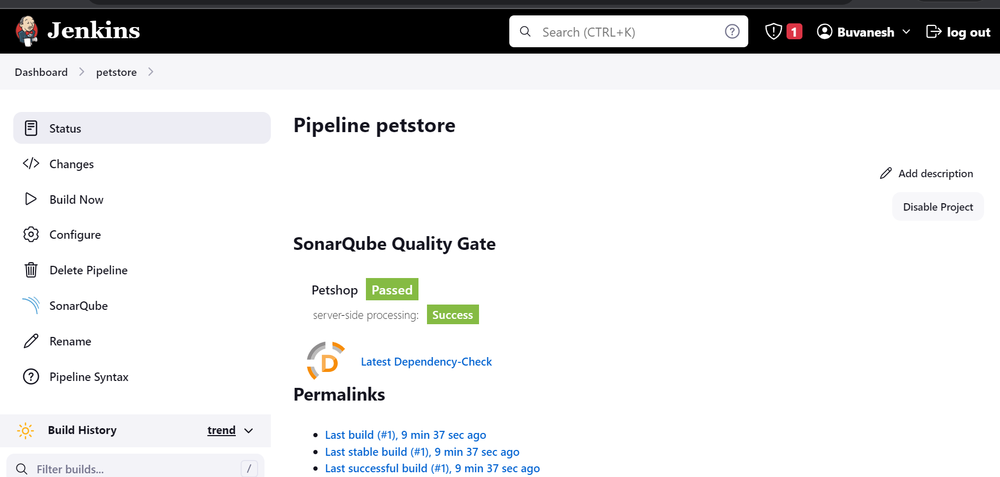 Jenkins
Search (CTRL+K)
?
1
Buvanesh
log out
Dashboard
petstore
Status
Changes
Build Now
Configure
Delete Pipeline
SonarQube
Rename
Pipeline Syntax
Build History
trend
Filter builds...
/
Pipeline petstore
Add description
Disable Project
SonarQube Quality Gate
Petshop Passed
server-side processing: Success
D
Latest Dependency-Check
Permalinks
Last build (#1), 9 min 37 sec ago
Last stable build (#1), 9 min 37 sec ago
Last successful build (#1), 9 min 37 sec ago